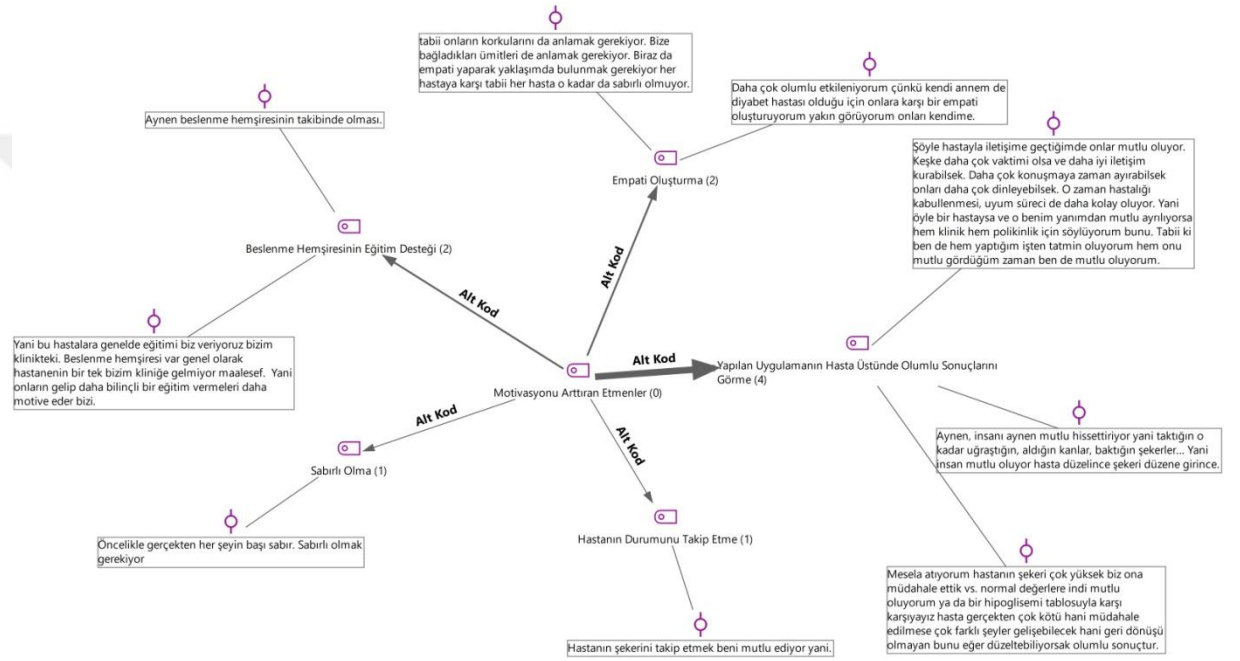 tabii onların korkularını da anlamak gerekiyor. Bize
bağladıkları ümitleri de anlamak gerekiyor. Biraz da
empati yaparak yaklaşımda bulunmak gerekiyor her
hastaya karşı tabii her hasta o kadar da sabırlı olmuyor.
Daha çok olumlu etkileniyorum çünkü kendi annem de
diyabet hastası olduğu için onlara karşı bir empati
oluşturuyorum yakın görüyorum onları kendime.
Aynen beslenme hemşiresinin takibinde olması.
Şöyle hastayla iletişime geçtiğimde onlar mutlu oluyor.
Keşke daha çok vaktimi olsa ve daha iyi iletişim
kurabilsek. Daha çok konuşmaya zaman ayırabilsek
onları daha çok dinleyebilsek. O zaman hastalığı
kabullenmesi, uyum süreci de daha kolay oluyor. Yani
öyle bir hastaysa ve o benim yanımdan mutlu ayrılıyorsa
hem klinik hem polikinlik için söylüyorum bunu. Tabii ki
ben de hem yaptığım işten tatmin oluyorum hem onu
mutlu gördüğüm zaman ben de mutlu oluyorum.
Empati Oluşturma (2)
Beslenme Hemşiresinin Eğitim Desteği (2)
Alt Kod
Alt Kod
Yani bu hastalara genelde eğitimi biz veriyoruz bizim
klinikteki. Beslenme hemşiresi var genel olarak
hastanenin bir tek bizim kliniğe gelmiyor maalesef. Yani
onların gelip daha bilinçli bir eğitim vermeleri daha
motive eder bizi.
Alt Kod
Yapılan Uygulamanın Hasta Üstünde Olumlu Sonuçlarını
Görme (4)
Motivasyonu Arttıran Etmenler (0)
Alt Kod
Alt Kod
Aynen, insanı aynen mutlu hissettiriyor yani taktığın o
kadar uğraştığın, aldığın kanlar, baktığın şekerler... Yani
insan mutlu oluyor hasta düzelince şekeri düzene girince.
Sabırlı Olma (1)
Hastanın Durumunu Takip Etme (1)
Öncelikle gerçekten her şeyin başı sabır. Sabırlı olmak
gerekiyor
Mesela atıyorum hastanın şekeri çok yüksek biz ona
müdahale ettik vs. normal değerlere indi mutlu
oluyorum ya da bir hipoglisemi tablosuyla karşı
karşıyayız hasta gerçekten çok kötü hani müdahale
edilmese çok farklı şeyler gelişebilecek hani geri dönüşü
olmayan bunu eğer düzeltebiliyorsak olumlu sonuçtur.
Hastanın şekerini takip etmek beni mutlu ediyor yani.